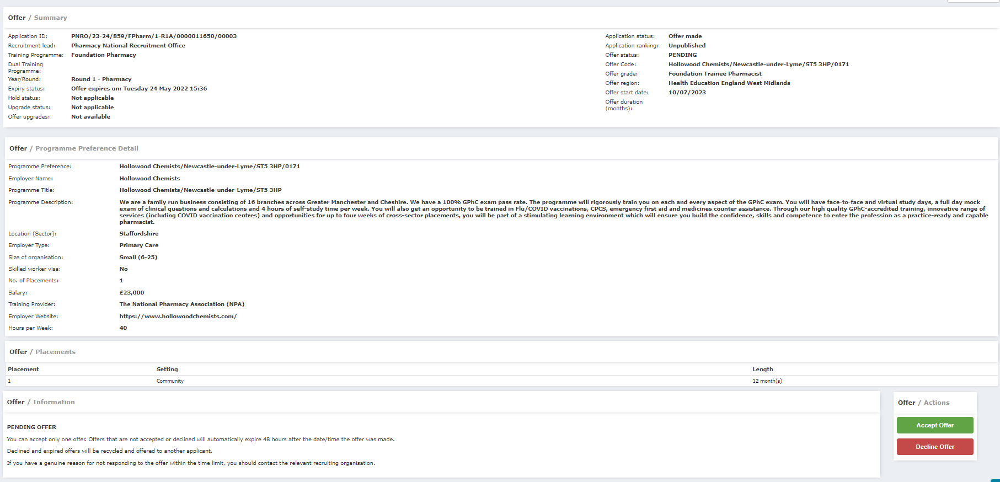 Offer / Summary
Application ID: PNRO/23-24/859/FPharm/1-R1A/0000011650/00003
Recruitment lead: Pharmacy National Recruitment Office
Training Programme: Foundation Pharmacy
Dual Training
Programme:
Year/Round: Round 1 - Pharmacy
Expiry status: Offer expires on: Tuesday 24 May 2022 15:36
Hold status: Not applicable
Upgrade status: Not applicable
Offer upgrades: Not available
Application status: Offer made
Application ranking: Unpublished
Offer status: PENDING
Offer Code: Hollowood Chemists/Newcastle-under-Lyme/ST5 3HP/0171
Offer grade: Foundation Trainee Pharmacist
Offer region: Health Education England West Midlands
Offer start date: 10/07/2023
Offer duration
(months):
Offer / Programme Preference Detail
Programme Preference: Hollowood Chemists/Newcastle-under-Lyme/ST5 3HP/0171
Employer Name: Hollowood Chemists
Programme Title: Hollowood Chemists/Newcastle-under-Lyme/ST5 3HP
Programme Description: We are a family run business consisting of 16 branches across Greater Manchester and Cheshire. We have a 100% GPhC exam pass rate. The programme will rigorously train you on each and every aspect of the GPhC exam. You will have face-to-face and virtual study days, a full day mock
exam of clinical questions and calculations and 4 hours of self-study time per week. You will also get an opportunity to be trained in Flu/COVID vaccinations, CPCS, emergency first aid and medicines counter assistance. Through our high quality GPhC-accredited training, innovative range of
services (including COVID vaccination centres) and opportunities for up to four weeks of cross-sector placements, you will be part of a stimulating learning environment which will ensure you build the confidence, skills and competence to enter the profession as a practice-ready and capable
pharmacist.
Location (Sector): Staffordshire
Employer Type: Primary Care
Size of organisation: Small (6-25)
Skilled worker visa: No
No. of Placements: 1
Salary: £23,000
Training Provider: The National Pharmacy Association (NPA)
Employer Website: https://www.hollowoodchemists.com/
Hours per Week: 40
Offer / Placements
Placement Setting Length
1 Community 12 month(s)
Offer / Information
PENDING OFFER
You can accept only one offer. Offers that are not accepted or declined will automatically expire 48 hours after the date/time the offer was made.
Declined and expired offers will be recycled and offered to another applicant.
If you have a genuine reason for not responding to the offer within the time limit, you should contact the relevant recruiting organisation.
Offer / Actions
Accept Offer
Decline Offer